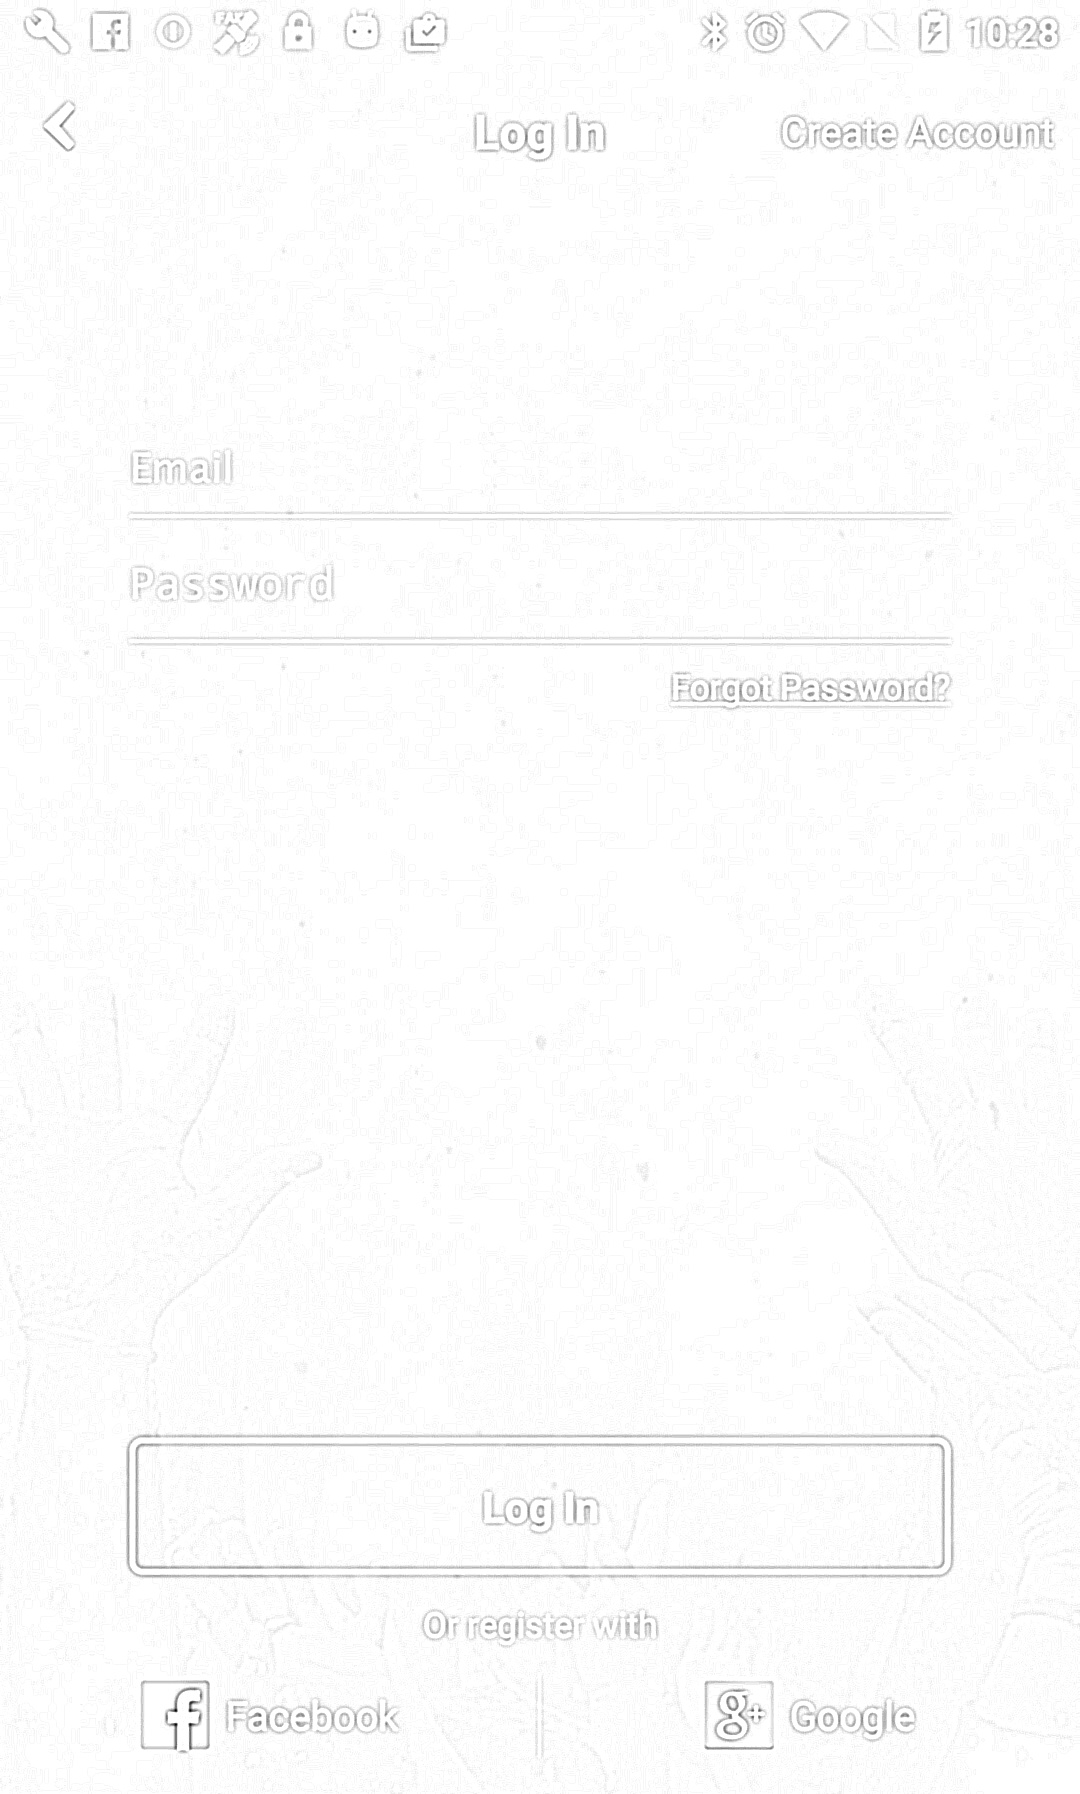 10:28
Log In
Create Account
Email
Password
Forgot Password?
Log In
Or register with
Facebook
Google